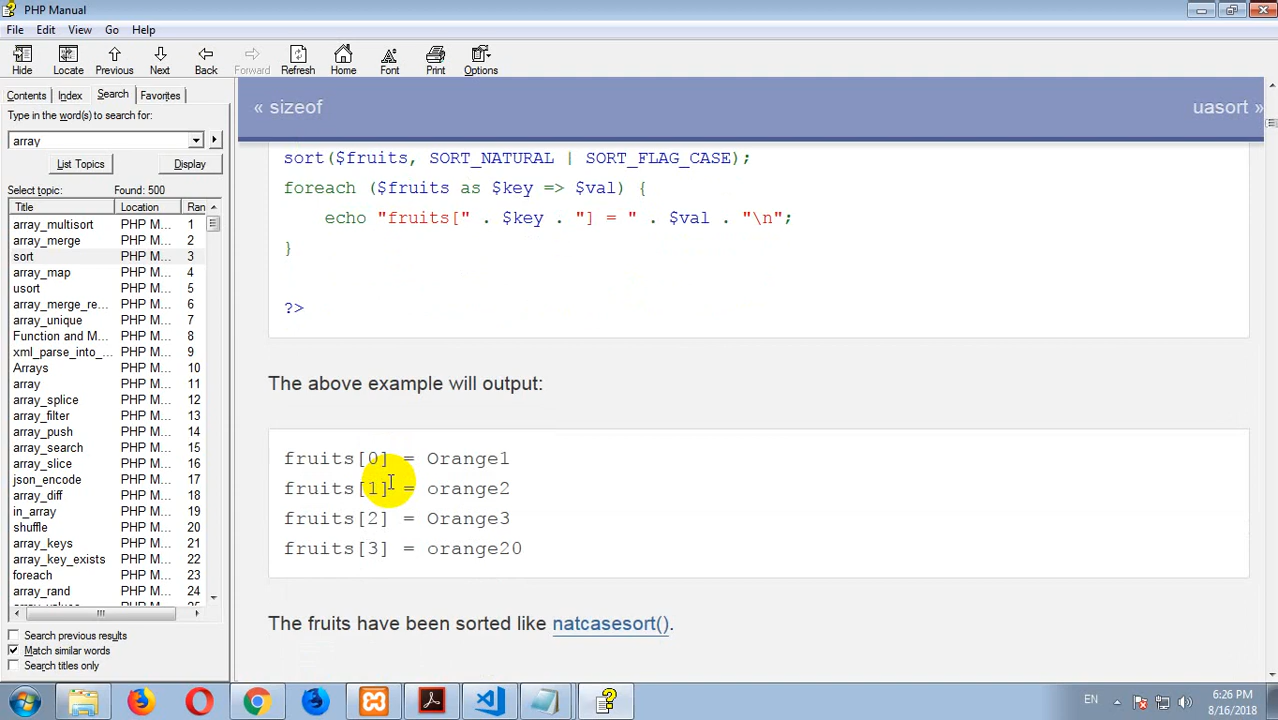 PHP Manual
File Edit View Go Help
Hide Locate Previous Next Back Forward Refresh Home Font Print Options
Contents Index Search Favorites
Type in the word(s) to search for:
array
List Topics Display
Select topic: Found: 500
Title Location Ran
array_multisort PHP M... 1
array_merge PHP M... 2
sort PHP M... 3
array_map PHP M... 4
usort PHP M... 5
array_merge_re... PHP M... 6
array_unique PHP M... 7
Function and M... PHP M... 8
xml_parse_into_... PHP M... 9
Arrays PHP M... 10
array PHP M... 11
array_splice PHP M... 12
array_filter PHP M... 13
array_push PHP M... 14
array_search PHP M... 15
array_slice PHP M... 16
json_encode PHP M... 17
array_diff PHP M... 18
in_array PHP M... 19
shuffle PHP M... 20
array_keys PHP M... 21
array_key_exists PHP M... 22
foreach PHP M... 23
array_rand PHP M... 24
Search previous results
Match similar words
Search titles only
« sizeof uasort »
sort($fruits, SORT_NATURAL | SORT_FLAG_CASE);
foreach ($fruits as $key => $val) {
echo "fruits[" . $key . "] = " . $val . "\n";
}
?>
The above example will output:
fruits[0] = Orange1
fruits[1] = orange2
fruits[2] = Orange3
fruits[3] = orange20
The fruits have been sorted like natcasesort().
EN 6:26 PM
8/16/2018